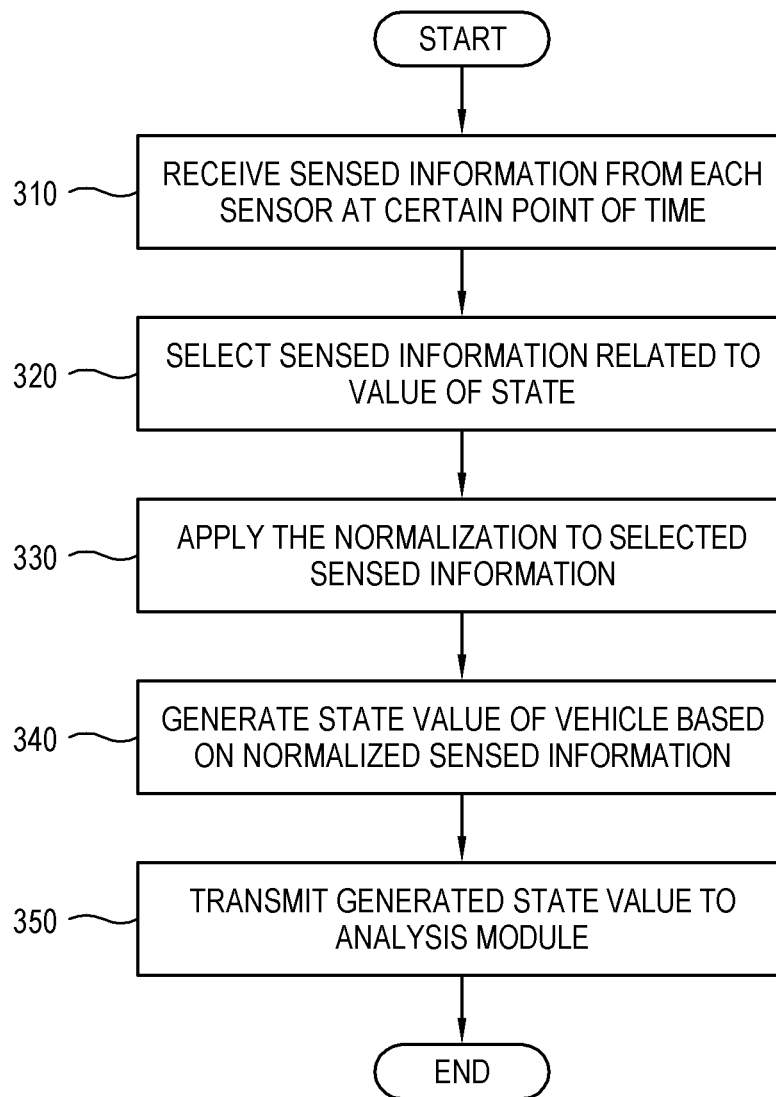 START
310
RECEIVE SENSED INFORMATION FROM EACH
SENSOR AT CERTAIN POINT OF TIME
320
SELECT SENSED INFORMATION RELATED TO
VALUE OF STATE
330
APPLY THE NORMALIZATION TO SELECTED
SENSED INFORMATION
340
GENERATE STATE VALUE OF VEHICLE BASED
ON NORMALIZED SENSED INFORMATION
350
TRANSMIT GENERATED STATE VALUE TO
ANALYSIS MODULE
END